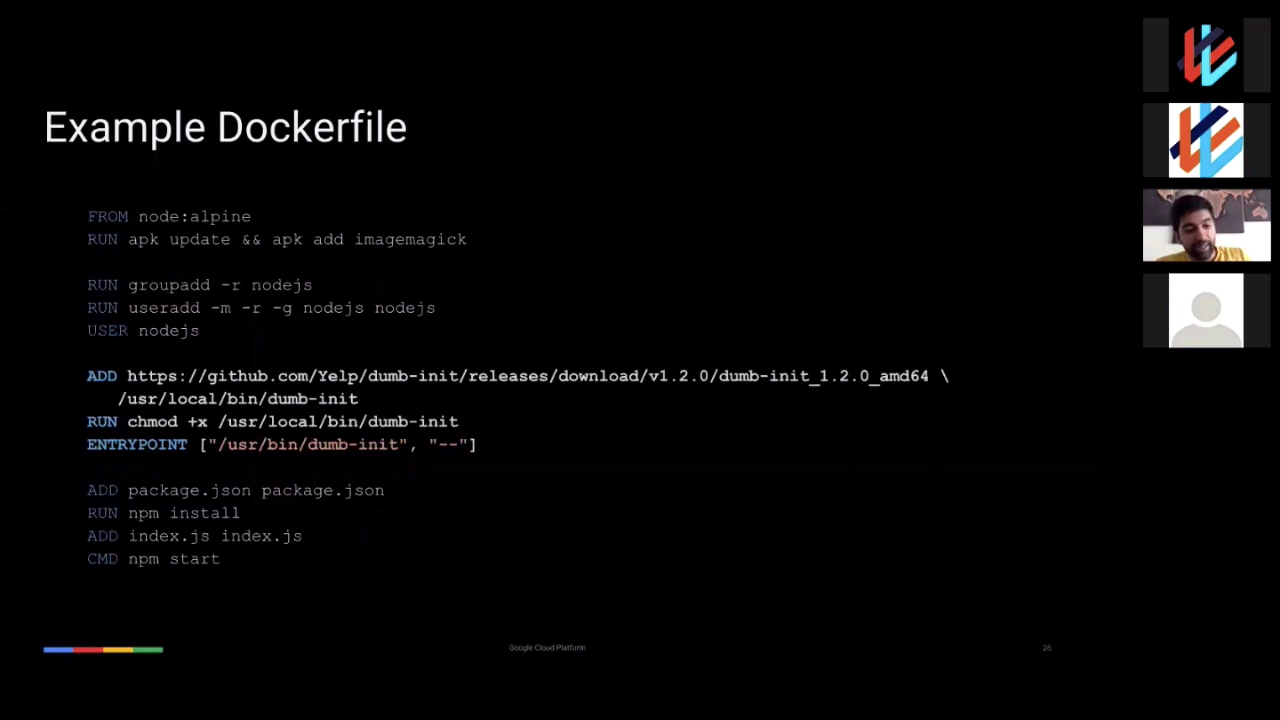 Example Dockerfile
FROM node:alpine
RUN apk update && apk add imagemagick
RUN groupadd -r nodejs
RUN useradd -m -r -g nodejs nodejs
USER nodejs
ADD https://github.com/Yelp/dumb-init/releases/download/v1.2.0/dumb-init_1.2.0_amd64 \
/usr/local/bin/dumb-init
RUN chmod +x /usr/local/bin/dumb-init
ENTRYPOINT ["/usr/bin/dumb-init", "--"]
ADD package.json package.json
RUN npm install
ADD index.js index.js
CMD npm start
Google Cloud Platform
26